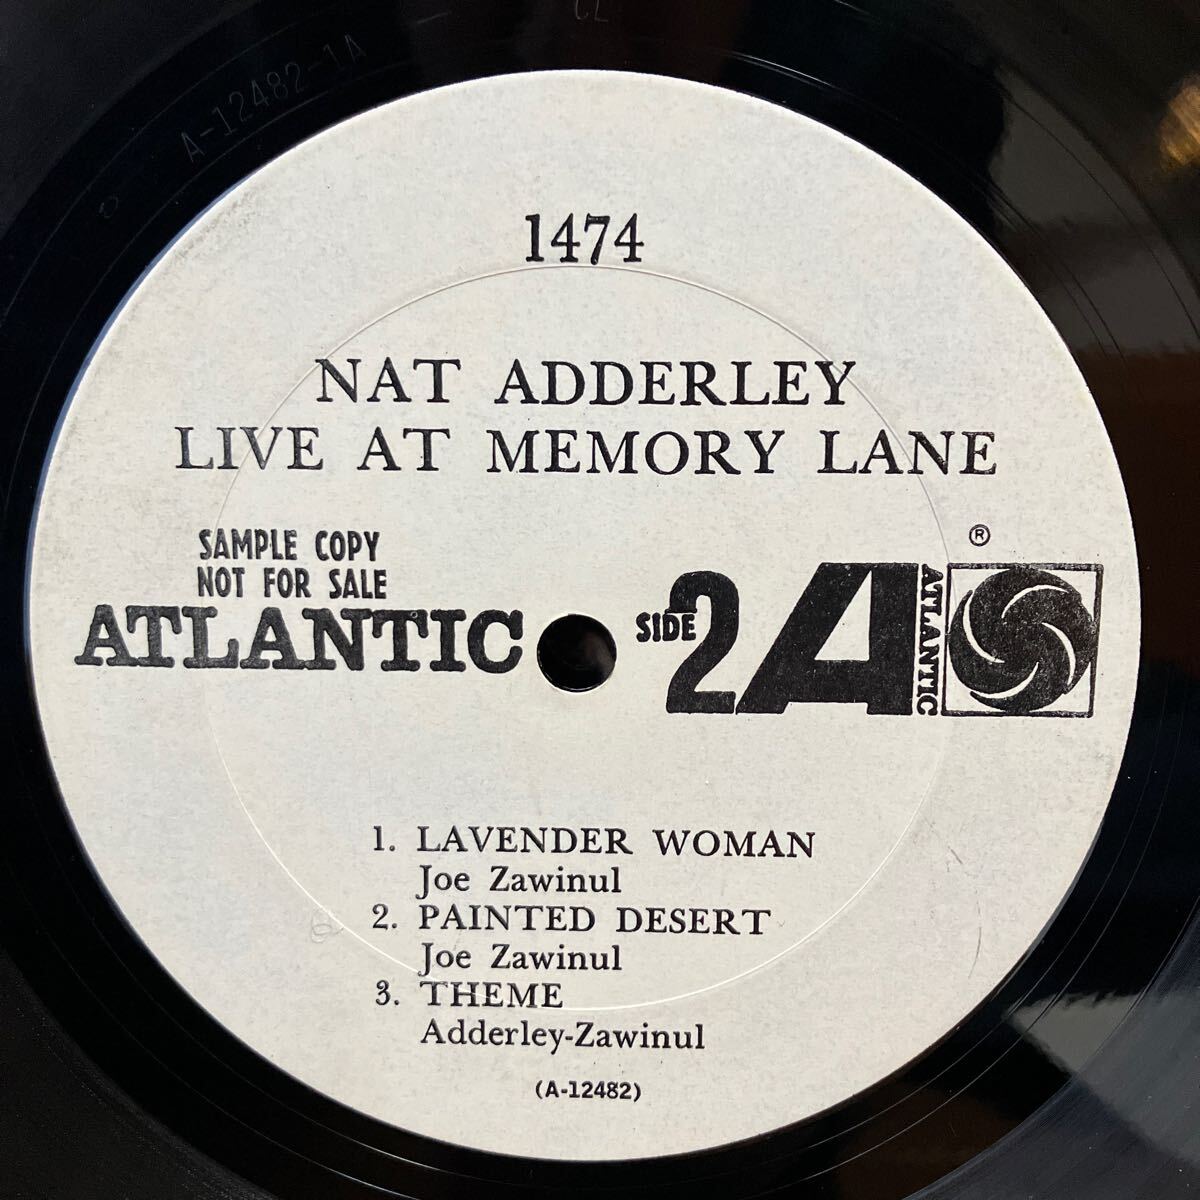 A-12482-1A
1474
NAT ADDERLEY
LIVE AT MEMORY LANE
SAMPLE COPY
NOT FOR SALE
ATLANTIC
SIDE 2
A
ATLANTIC
®
1. LAVENDER WOMAN
Joe Zawinul
2. PAINTED DESERT
Joe Zawinul
3. THEME
Adderley-Zawinul
(A-12482)